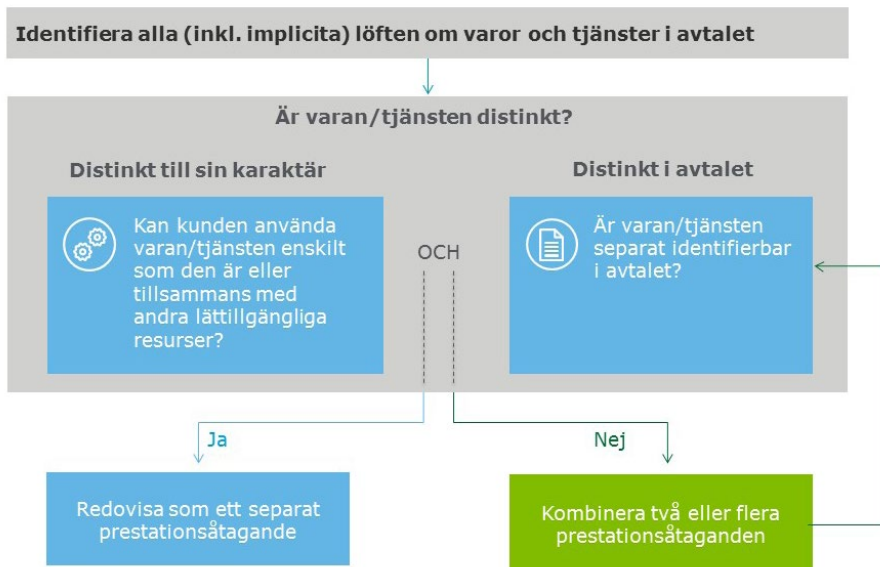 Identifiera alla (inkl. implicita) löften om varor och tjänster i avtalet
Är varan/tjänsten distinkt?
Distinkt till sin karaktär
Kan kunden använda
varan/tjänsten enskilt
som den är eller
tillsammans med
andra lättillgängliga
resurser?
OCH
Distinkt i avtalet
Är varan/tjänsten
separat identifierbar
i avtalet?
Ja
Nej
Redovisa som ett separat
prestationsåtagande
Kombinera två eller flera
prestationsåtaganden